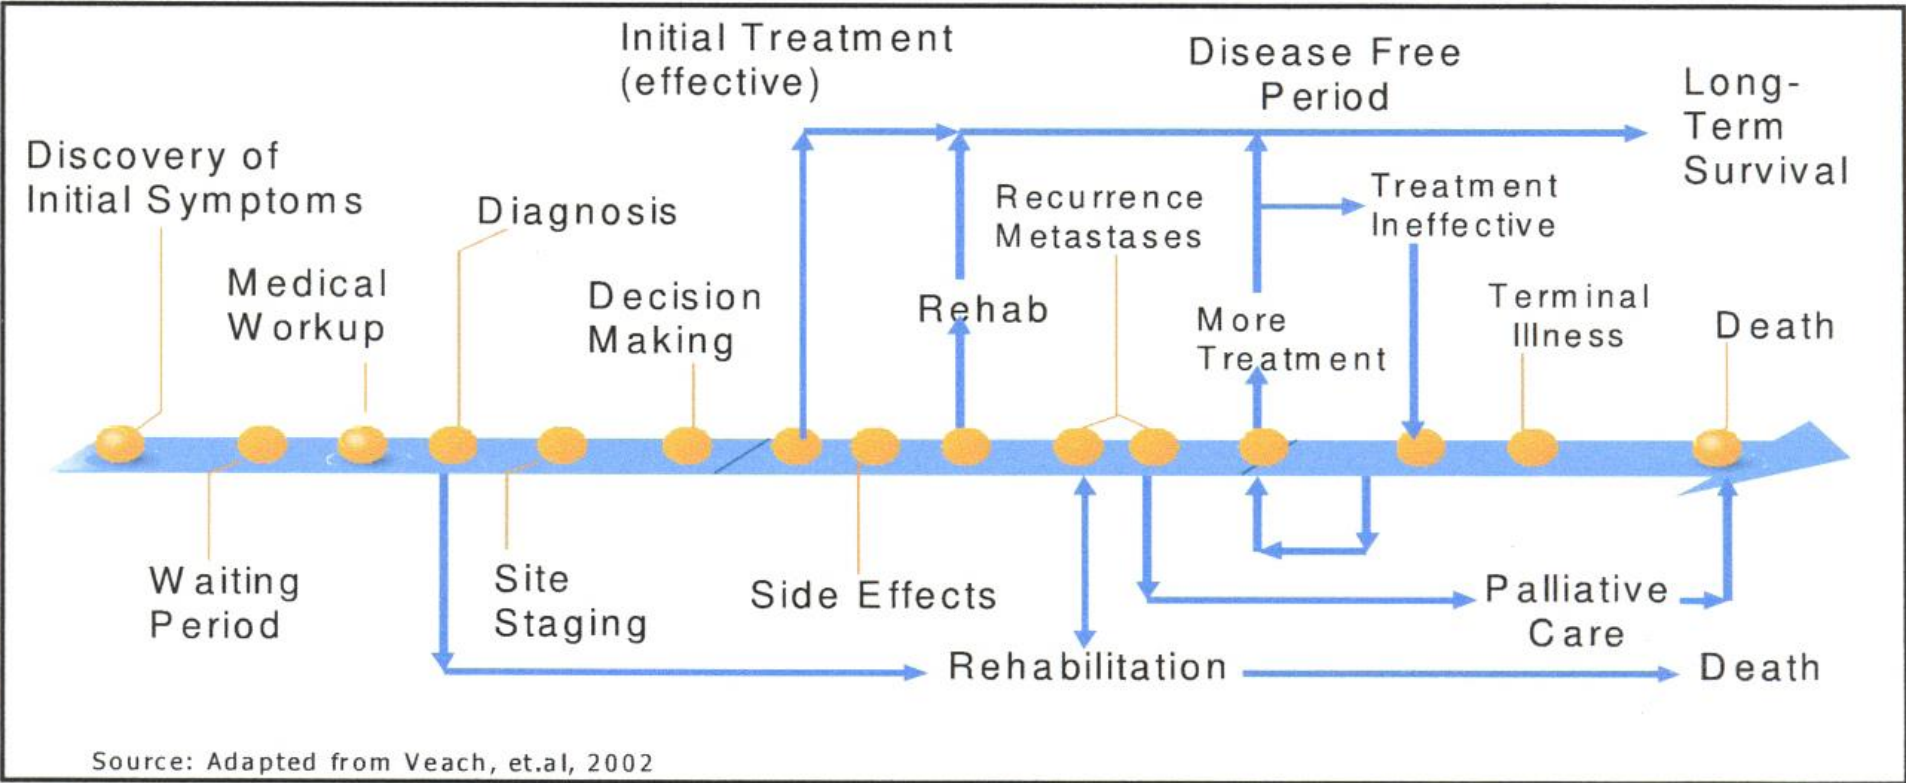 Initial Treatment
(effective)
Disease Free
Period
Long-
Term
Survival
Discovery of
Initial Symptoms
Diagnosis
Recurrence
Metastases
Treatment
Ineffective
Medical
Workup
Decision
Making
Rehab
More
Treatment
Terminal
Illness
Death
Waiting
Period
Site
Staging
Side Effects
Palliative
Care
Rehabilitation
Death
Source: Adapted from Veach, et.al, 2002